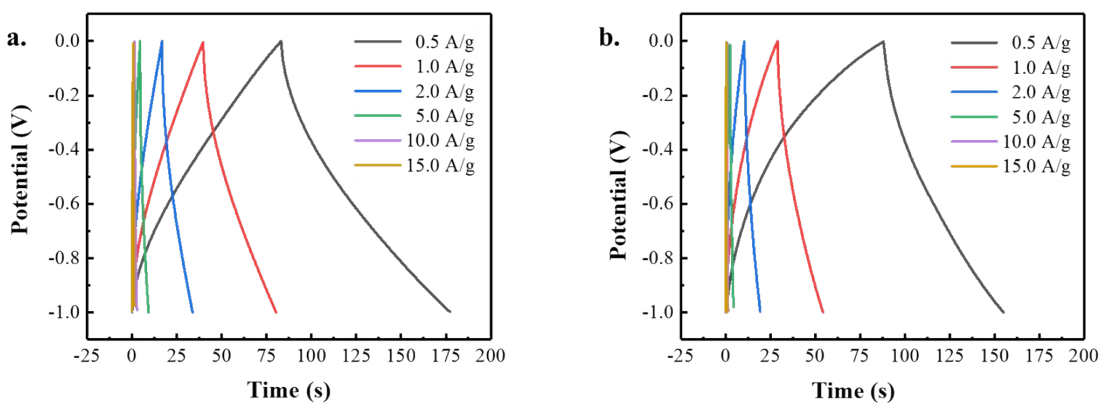 a.
0.0
-0.2
-0.4
-0.6
-0.8
-1.0
Potential (V)
-25 0 25 50 75 100 125 150 175 200
Time (s)
0.5 A/g
1.0 A/g
2.0 A/g
5.0 A/g
10.0 A/g
15.0 A/g
b.
0.0
-0.2
-0.4
-0.6
-0.8
-1.0
Potential (V)
-25 0 25 50 75 100 125 150 175 200
Time (s)
0.5 A/g
1.0 A/g
2.0 A/g
5.0 A/g
10.0 A/g
15.0 A/g